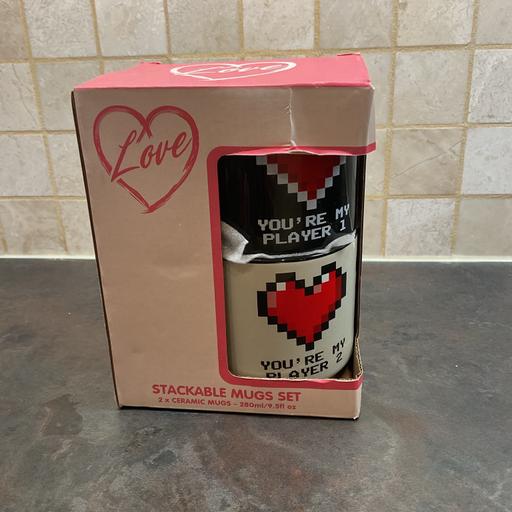 Love
Love
YOU'RE MY
PLAYER 1
YOU'RE MY
PLAYER 2
STACKABLE MUGS SET
2 x CERAMIC MUGS - 280ml/9.5fl oz